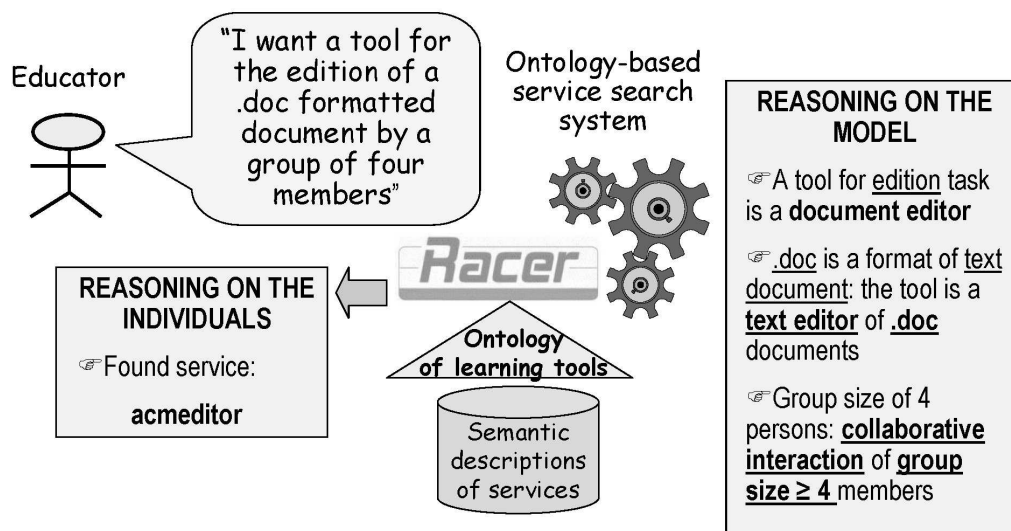 Educator
"I want a tool for
the edition of a
.doc formatted
document by a
group of four
members"
Ontology-based
service search
system
Racer
Ontology
of learning tools
Semantic
descriptions
of services
REASONING ON THE
INDIVIDUALS
☞Found service:
acmeditor
REASONING ON THE
MODEL
☞A tool for edition task
is a document editor
☞.doc is a format of text
document: the tool is a
text editor of .doc
documents
☞Group size of 4
persons: collaborative
interaction of group
size ≥ 4 members